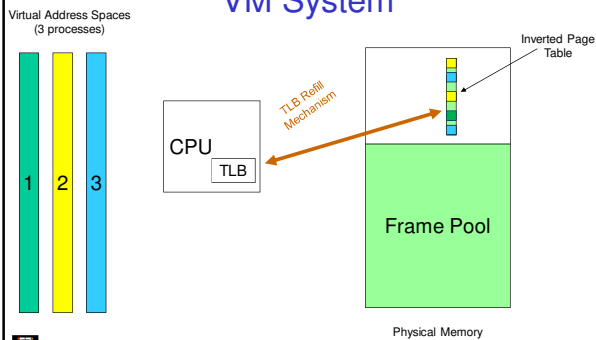 VM System
Virtual Address Spaces
(3 processes)
Inverted Page
Table
TLB Refill
Mechanism
CPU
TLB
1
2
3
Frame Pool
Physical Memory